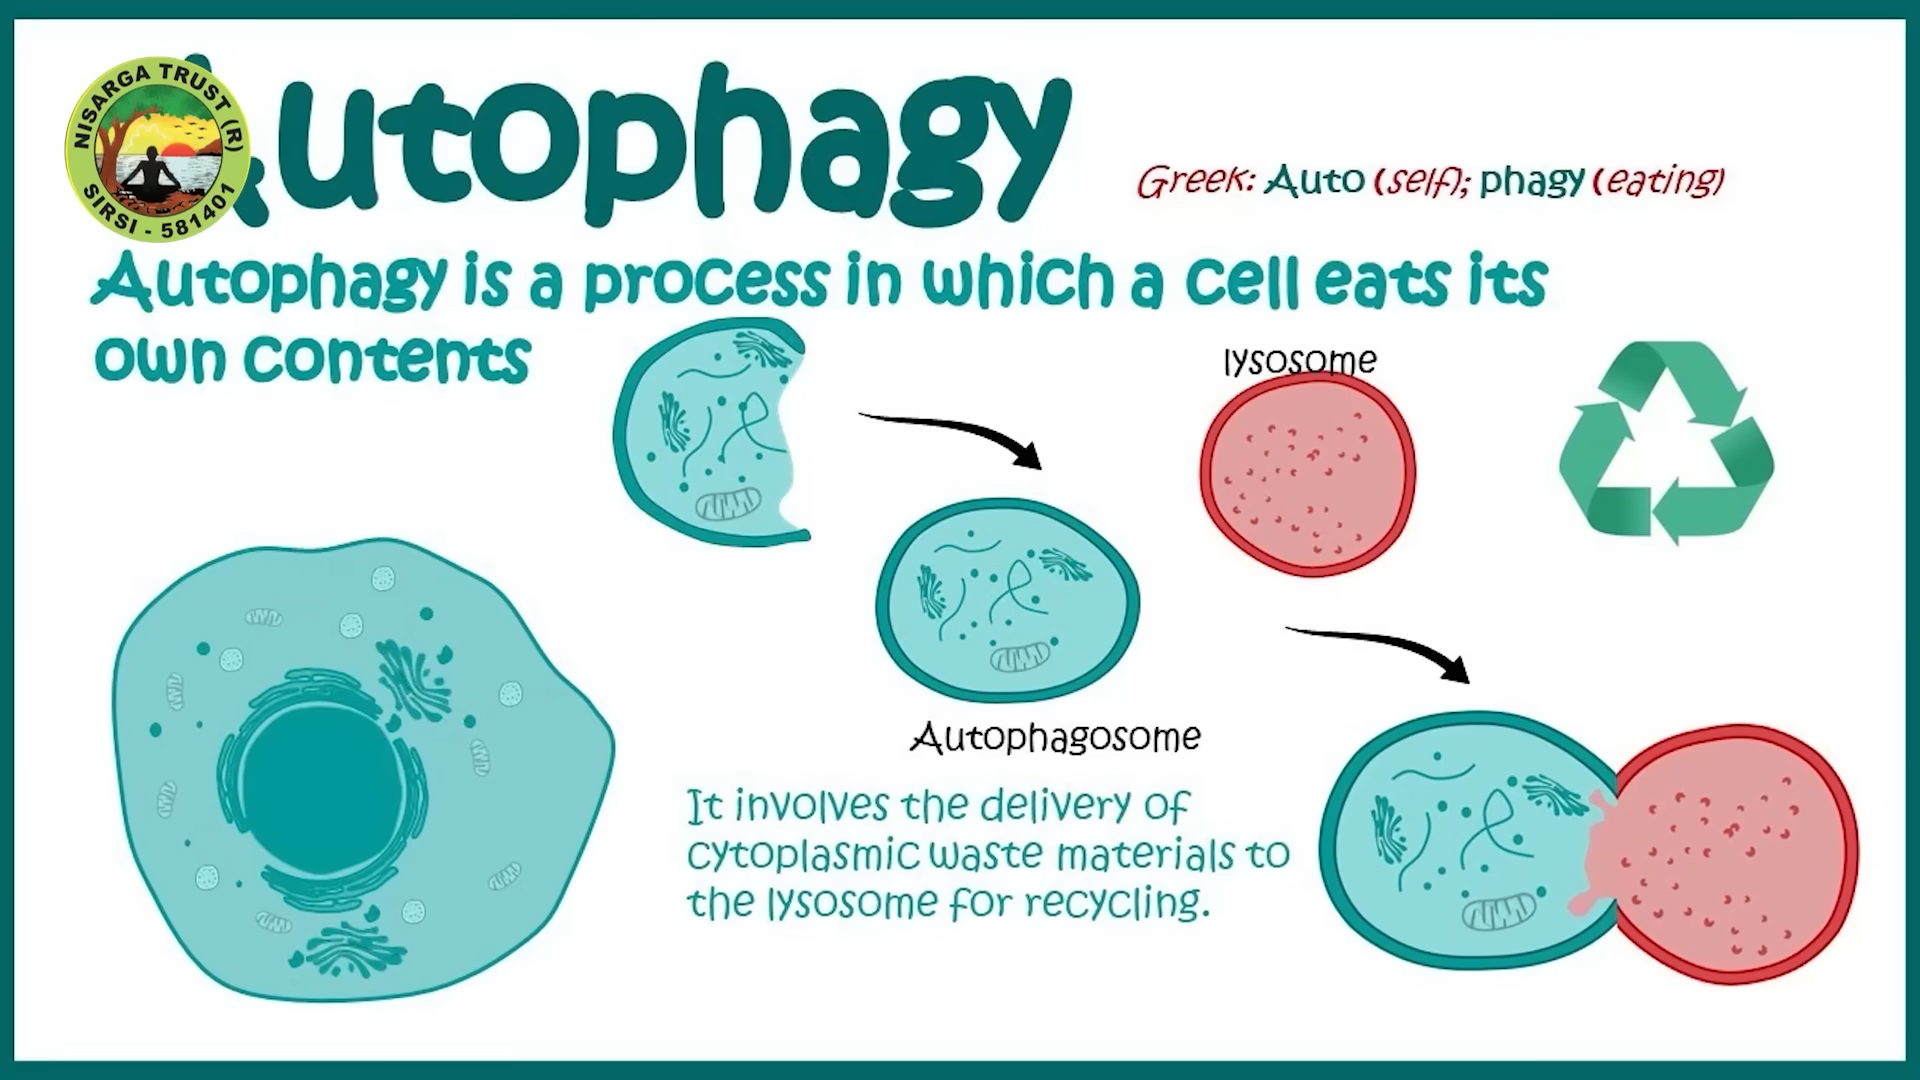 NISARGA TRUST (R)
SIRSI - 581401
Autophagy
Greek: Auto (self); phagy (eating)
Autophagy is a process in which a cell eats its
own contents
lysosome
Autophagosome
It involves the delivery of
cytoplasmic waste materials to
the lysosome for recycling.